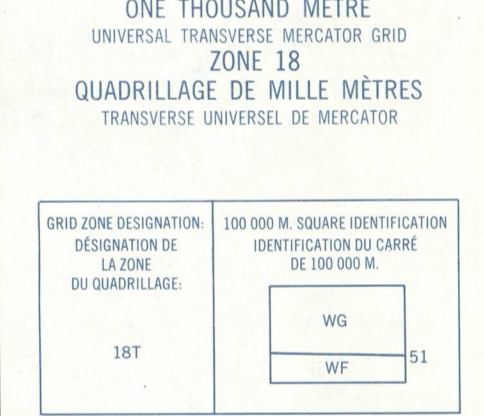 ONE THOUSAND METRE
UNIVERSAL TRANSVERSE MERCATOR GRID
ZONE 18
QUADRILLAGE DE MILLE MÈTRES
TRANSVERSE UNIVERSEL DE MERCATOR
GRID ZONE DESIGNATION:
DÉSIGNATION DE
LA ZONE
DU QUADRILLAGE:
18T
100 000 M. SQUARE IDENTIFICATION
IDENTIFICATION DU CARRÉ
DE 100 000 M.
WG
51
WF